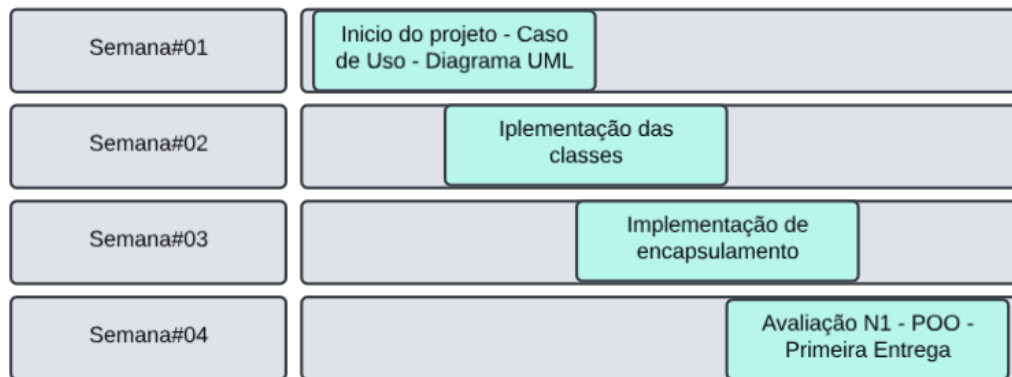 Semana#01
Inicio do projeto - Caso
de Uso - Diagrama UML
Semana#02
Iplementação das
classes
Semana#03
Implementação de
encapsulamento
Semana#04
Avaliação N1 - POO -
Primeira Entrega